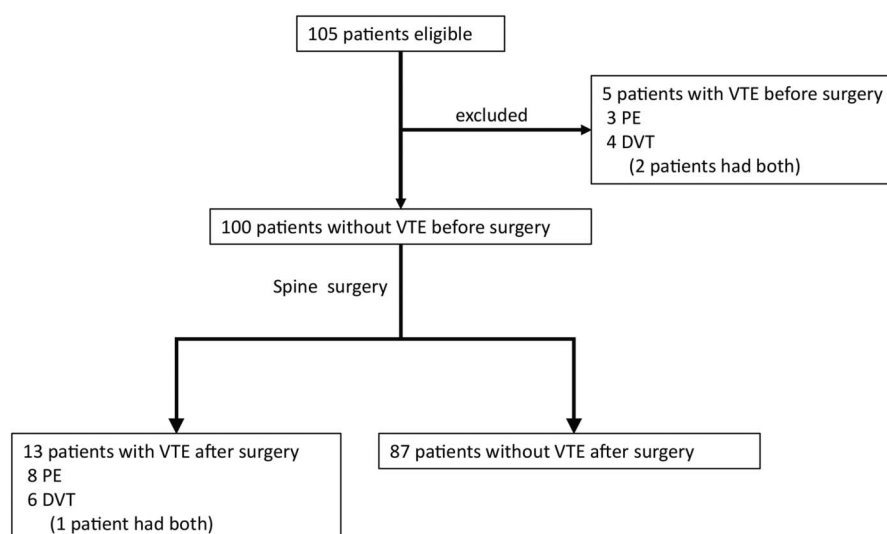 105 patients eligible
5 patients with VTE before surgery
3 PE
4 DVT
(2 patients had both)
excluded
100 patients without VTE before surgery
Spine surgery
13 patients with VTE after surgery
8 PE
6 DVT
(1 patient had both)
87 patients without VTE after surgery